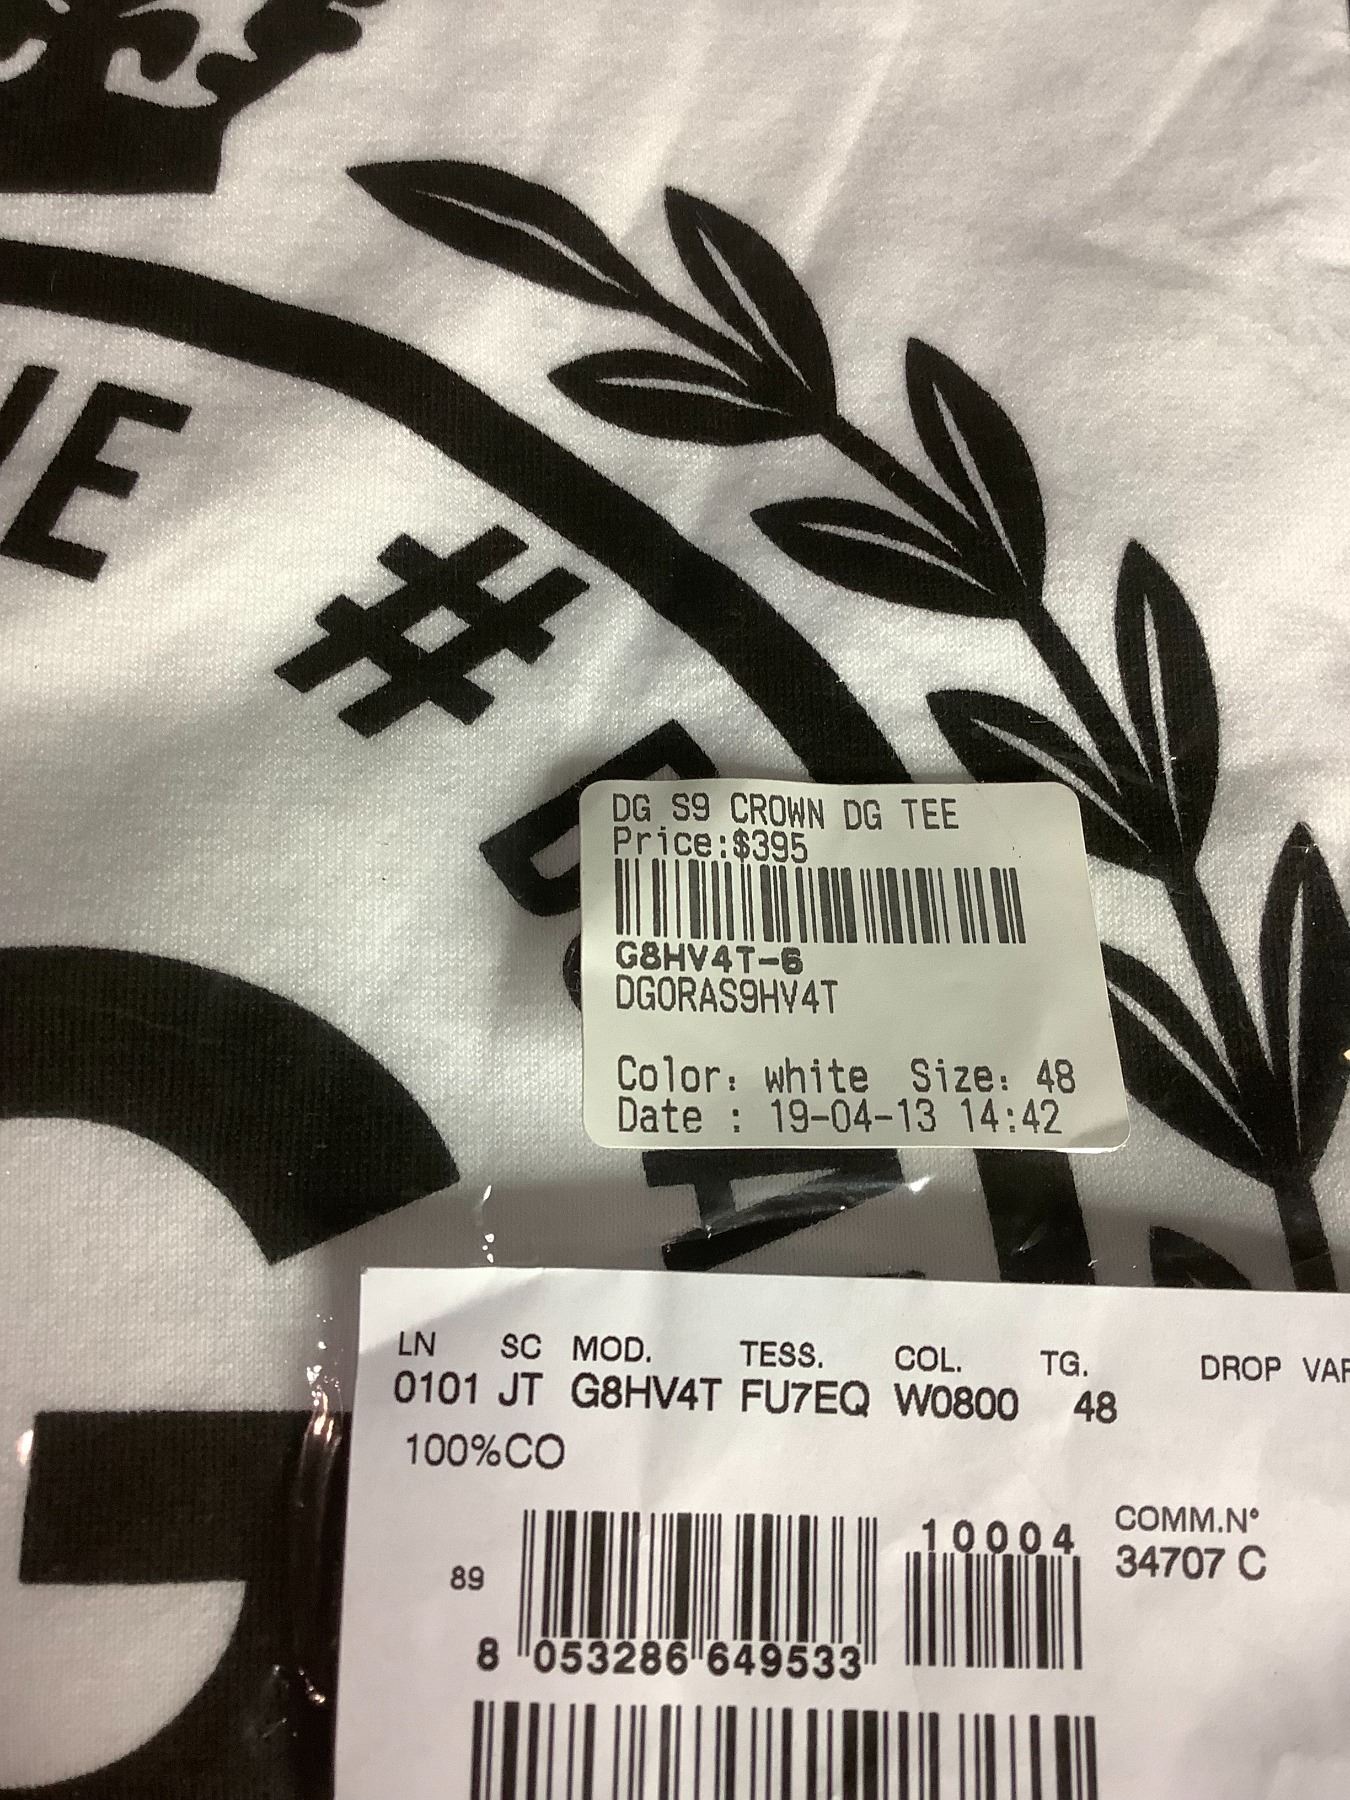 #
DG S9 CROWN DG TEE
Price:$395
G8HV4T-6
DGORAS9HV4T
Color: white Size: 48
Date : 19-04-13 14:42
LN SC MOD. TESS. COL. TG. DROP
0101 JT G8HV4T FU7EQ W0800 48
100%CO
10004
COMM.N°
34707 C
89
8 053286 649533